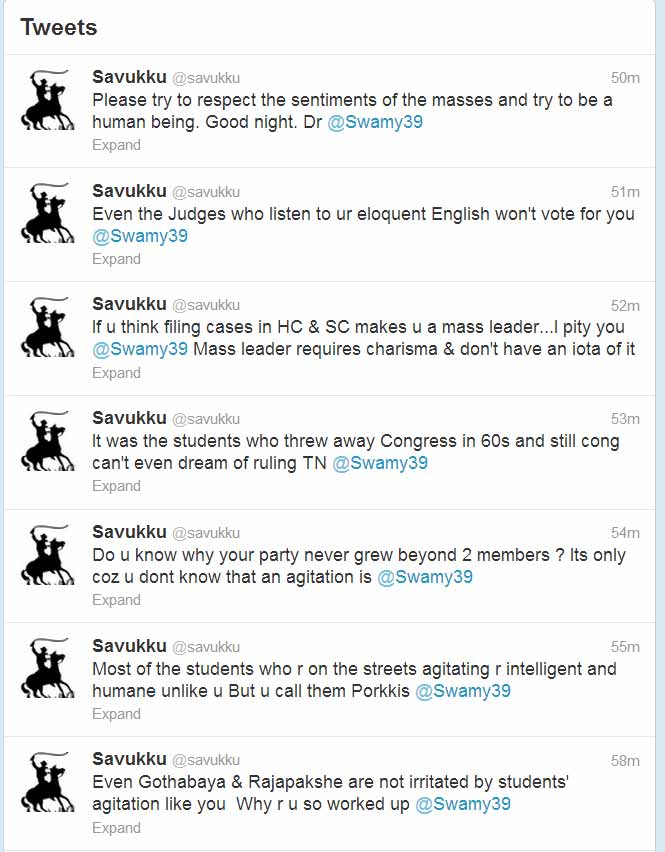 Tweets
Savukku @savukku 50m
Please try to respect the sentiments of the masses and try to be a
human being. Good night. Dr @Swamy39
Expand
Savukku @savukku 51m
Even the Judges who listen to ur eloquent English won't vote for you
@Swamy39
Expand
Savukku @savukku 52m
If u think filing cases in HC & SC makes u a mass leader...I pity you
@Swamy39 Mass leader requires charisma & don't have an iota of it
Expand
Savukku @savukku 53m
It was the students who threw away Congress in 60s and still cong
can't even dream of ruling TN @Swamy39
Expand
Savukku @savukku 54m
Do u know why your party never grew beyond 2 members ? Its only
coz u dont know that an agitation is @Swamy39
Expand
Savukku @savukku 55m
Most of the students who r on the streets agitating r intelligent and
humane unlike u But u call them Porkkis @Swamy39
Expand
Savukku @savukku 58m
Even Gothabaya & Rajapakshe are not irritated by students'
agitation like you  Why r u so worked up @Swamy39
Expand